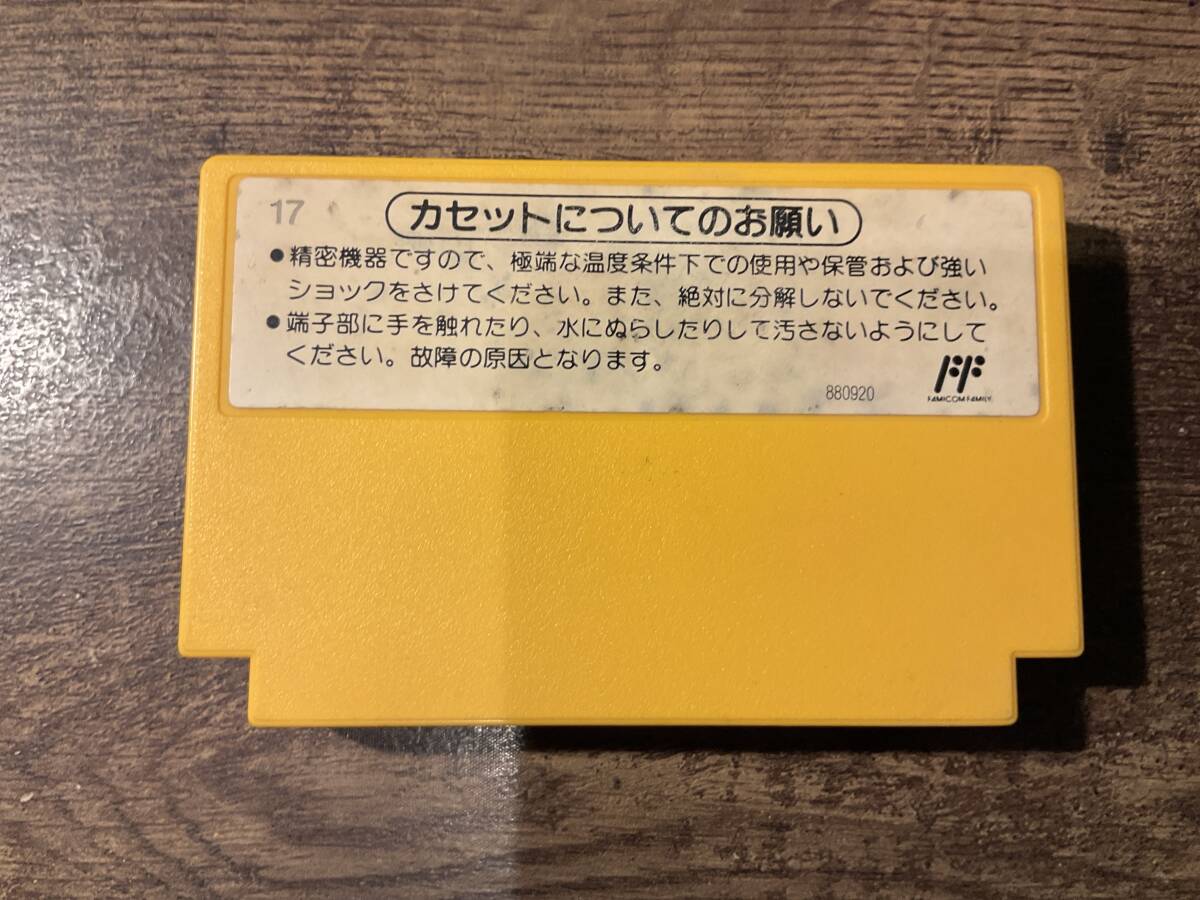 17
カセットについてのお願い
●精密機器ですので、極端な温度条件下での使用や保管および強い
ショックをさけてください。また、絶対に分解しないでください。
●端子部に手を触れたり、水にぬらしたりして汚さないようにして
ください。故障の原因となります。
880920
FF
FAMICOM FAMILY